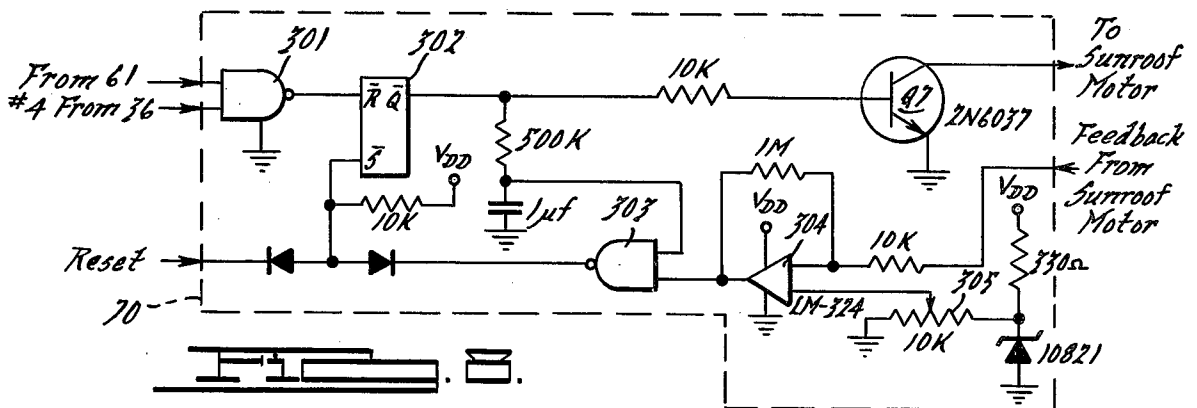 301
302
From 61
#4 From 36
R̅ Q̅
S̅
10K
Q7
2N6037
To
Sunroof
Motor
Feedback
From
Sunroof
Motor
500K
VDD
10K
1µf
303
1M
VDD
304
10K
VDD
330Ω
305
LM-324
10K
10821
Reset
70